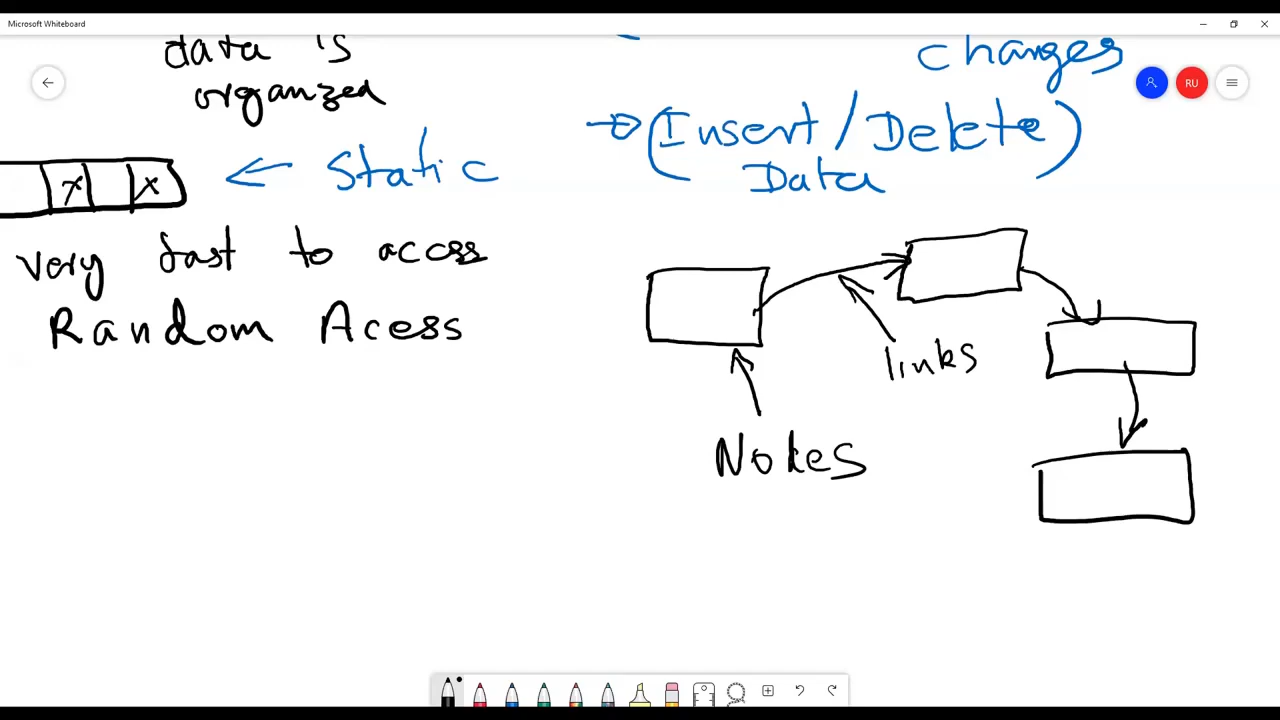 Microsoft Whiteboard
data is
organized
changes
RU
→ (Insert / Delete)
Data
x x
← Static
very fast to access
Random Acess
links
Nodes